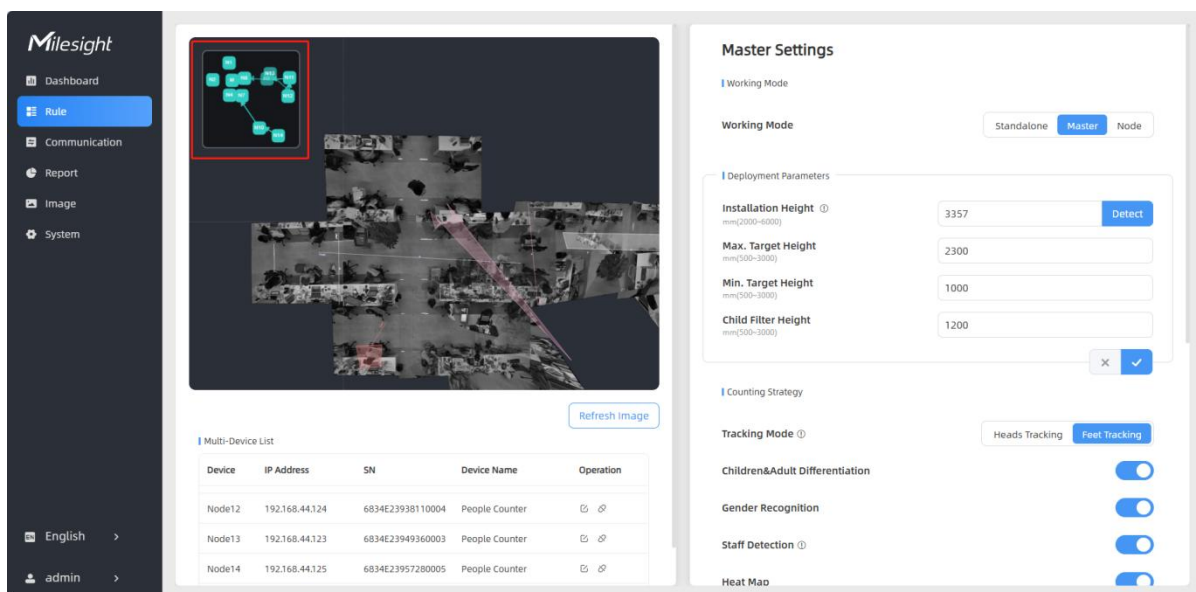 Milesight
Dashboard
Rule
Communication
Report
Image
System
English
admin
Refresh Image
Multi-Device List
Device IP Address SN Device Name Operation
Node12 192.168.44.124 6834E23938110004 People Counter
Node13 192.168.44.123 6834E23949360003 People Counter
Node14 192.168.44.125 6834E23957280005 People Counter
Master Settings
Working Mode
Working Mode Standalone Master Node
Deployment Parameters
Installation Height 3357 Detect
mm(2000~6000)
Max. Target Height 2300
mm(500~3000)
Min. Target Height 1000
mm(500~3000)
Child Filter Height 1200
mm(500~3000)
Counting Strategy
Tracking Mode Heads Tracking Feet Tracking
Children&Adult Differentiation
Gender Recognition
Staff Detection
Heat Map